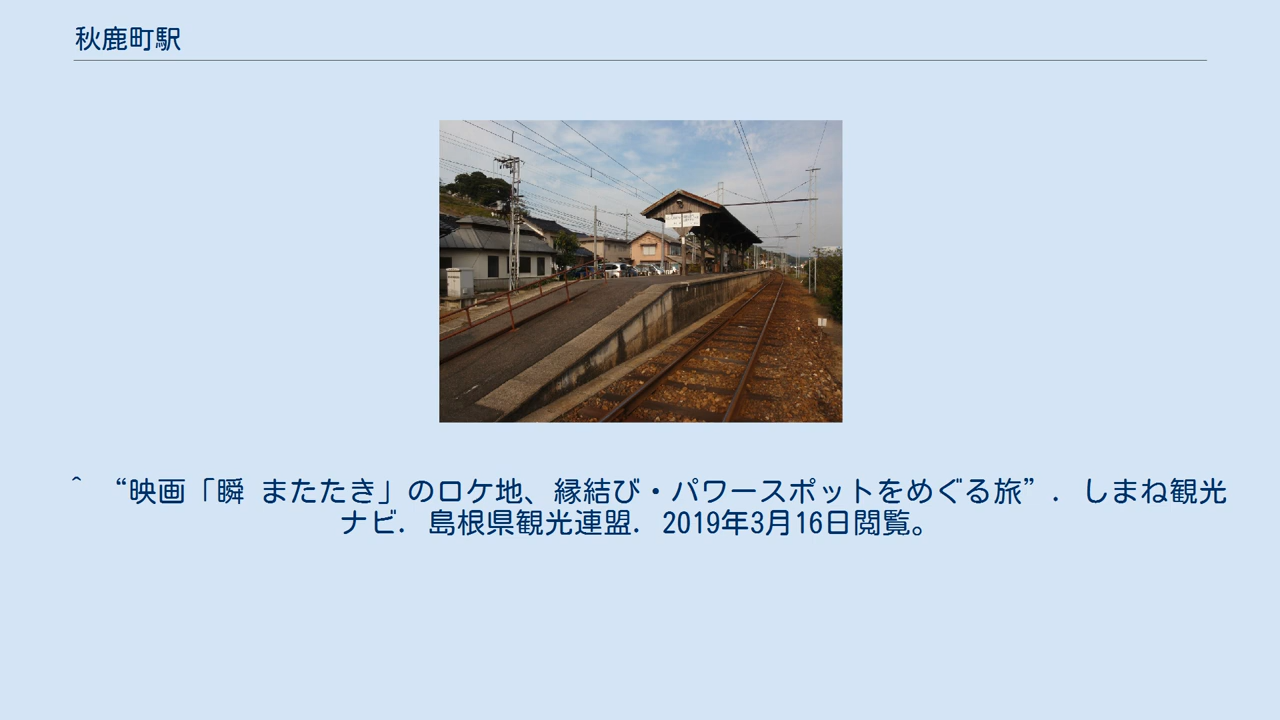 秋鹿町駅
^ “映画「瞬 またたき」のロケ地、縁結び・パワースポットをめぐる旅”. しまね観光
ナビ. 島根県観光連盟. 2019年3月16日閲覧。